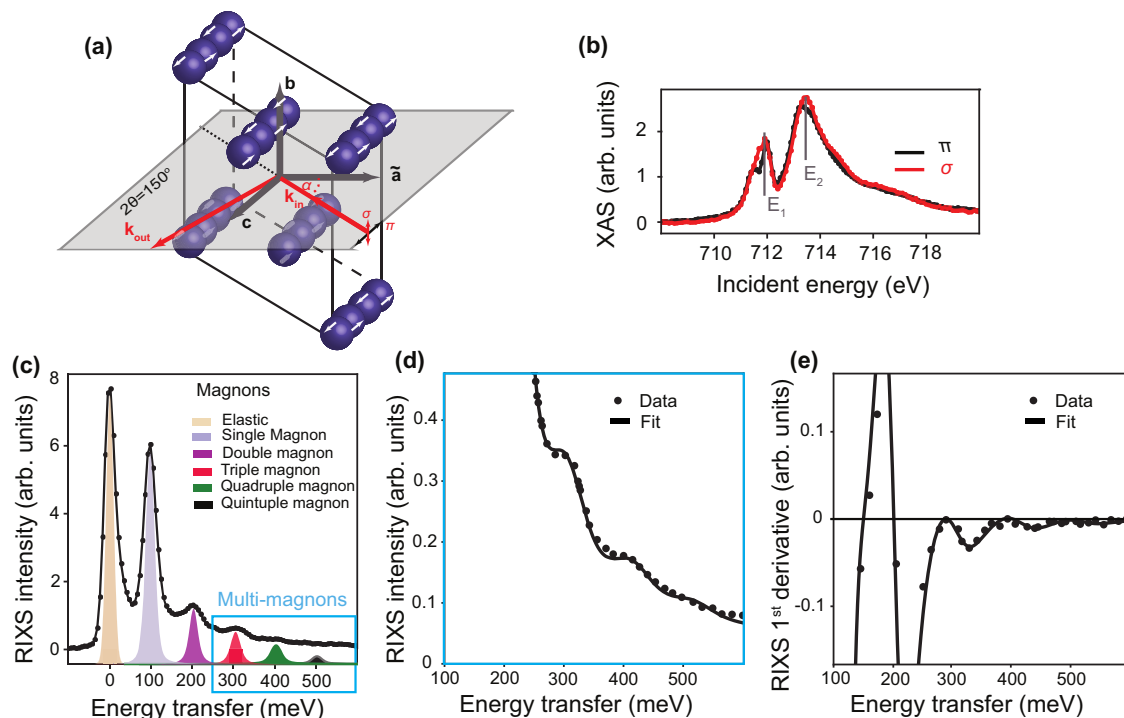 (a)
b
ã
2θ=150°
α
k_in
σ
π
k_out
c
(b)
XAS (arb. units)
2
1
0
π
σ
E₁
E₂
710 712 714 716 718
Incident energy (eV)
(c)
RIXS intensity (arb. units)
8
6
4
2
0
Magnons
Elastic
Single Magnon
Double magnon
Triple magnon
Quadruple magnon
Quintuple magnon
Multi-magnons
0 100 200 300 400 500
Energy transfer (meV)
(d)
RIXS intensity (arb. units)
0.4
0.3
0.2
0.1
0
Data
Fit
100 200 300 400 500
Energy transfer (meV)
(e)
RIXS 1ˢᵗ derivative (arb. units)
0.1
0
-0.1
Data
Fit
100 200 300 400 500
Energy transfer (meV)